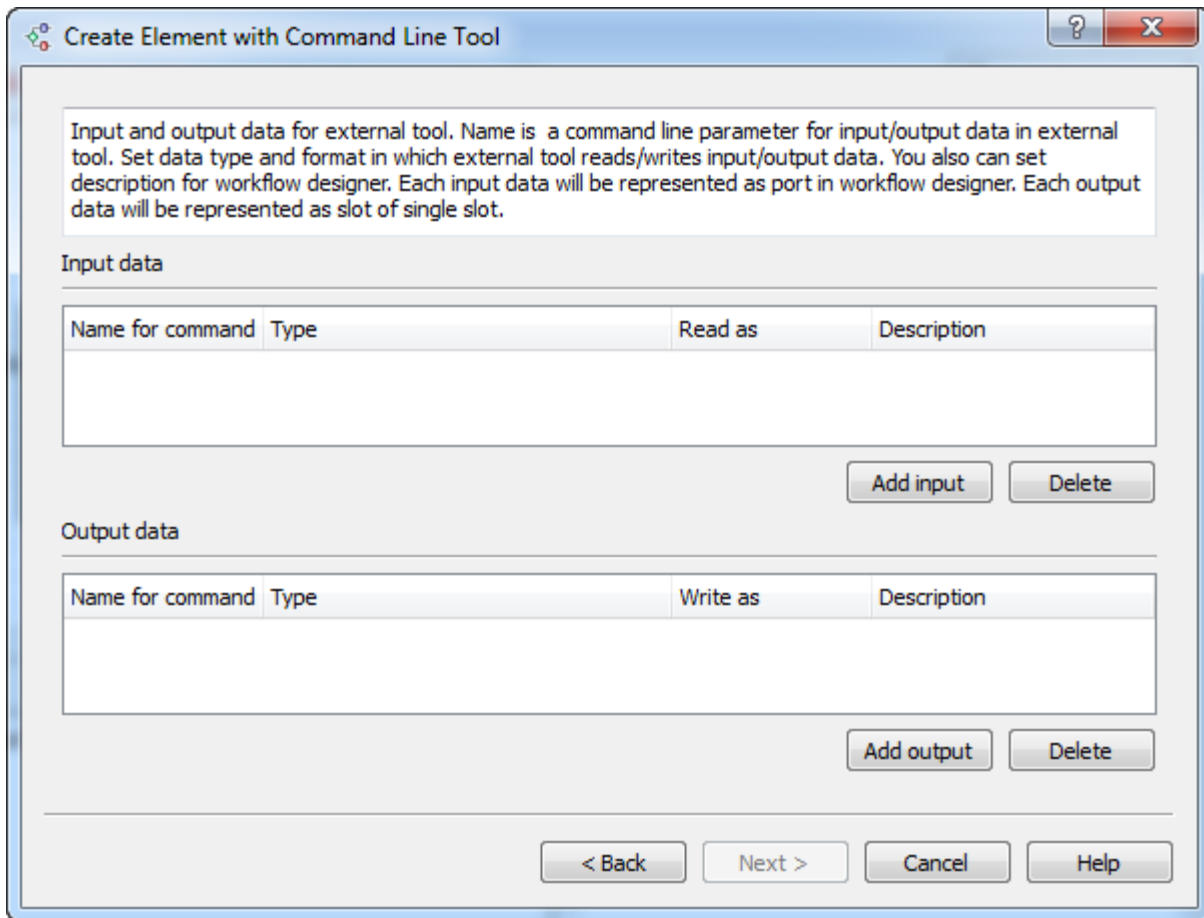 Create Element with Command Line Tool
Input and output data for external tool. Name is  a command line parameter for input/output data in external
tool. Set data type and format in which external tool reads/writes input/output data. You also can set
description for workflow designer. Each input data will be represented as port in workflow designer. Each output
data will be represented as slot of single slot.
Input data
Name for command Type Read as Description
Add input Delete
Output data
Name for command Type Write as Description
Add output Delete
< Back Next > Cancel Help